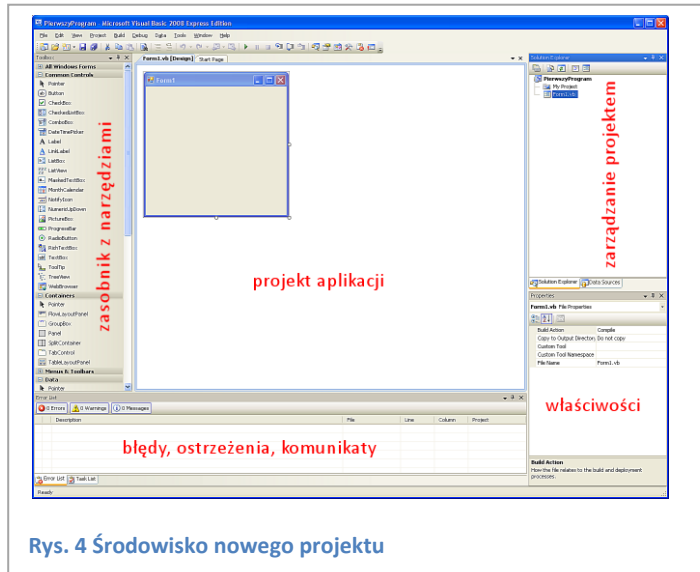 PierwszyProgram - Microsoft Visual Basic 2008 Express Edition
File Edit View Project Build Debug Data Tools Window Help
Toolbox
All Windows Forms
Common Controls
Pointer
Button
CheckBox
CheckedListBox
ComboBox
DateTimePicker
Label
LinkLabel
ListBox
ListView
MaskedTextBox
MonthCalendar
NotifyIcon
NumericUpDown
PictureBox
ProgressBar
RadioButton
RichTextBox
TextBox
ToolTip
TreeView
WebBrowser
Containers
Pointer
FlowLayoutPanel
GroupBox
Panel
SplitContainer
TabControl
TableLayoutPanel
Menus & Toolbars
Data
Pointer
zasobnik z narzędziami
Form1.vb [Design] Start Page
Form1
projekt aplikacji
Solution Explorer
PierwszyProgram
My Project
Form1.vb
zarządzanie projektem
Solution Explorer Data Sources
Properties
Form1.vb File Properties
Build Action Compile
Copy to Output Director Do not copy
Custom Tool
Custom Tool Namespace
File Name Form1.vb
właściwości
Build Action
How the file relates to the build and deployment
processes.
Error List
0 Errors 0 Warnings 0 Messages
Description File Line Column Project
błędy, ostrzeżenia, komunikaty
Error List Task List
Ready
Rys. 4 Środowisko nowego projektu